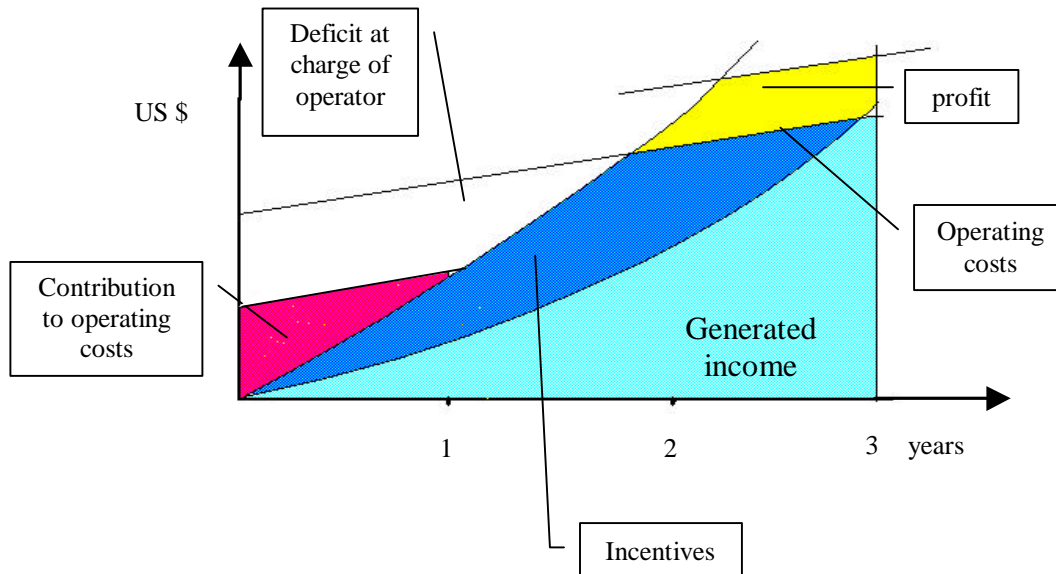 Deficit at
charge of
operator
US $
profit
Operating
costs
Contribution
to operating
costs
Generated
income
1
2
3
years
Incentives